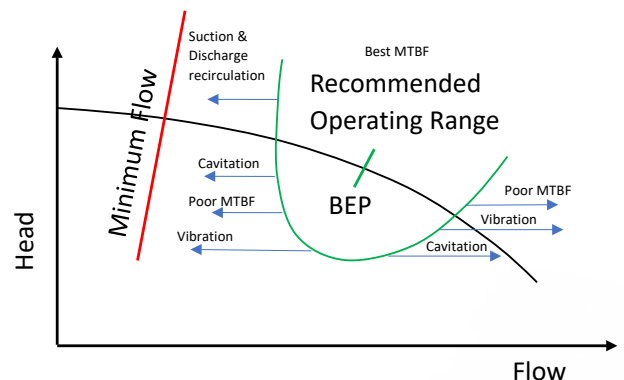 Suction &
Discharge
recirculation
Best MTBF
Recommended
Operating Range
Minimum Flow
Cavitation
Poor MTBF
Vibration
BEP
Poor MTBF
Vibration
Cavitation
Head
Flow